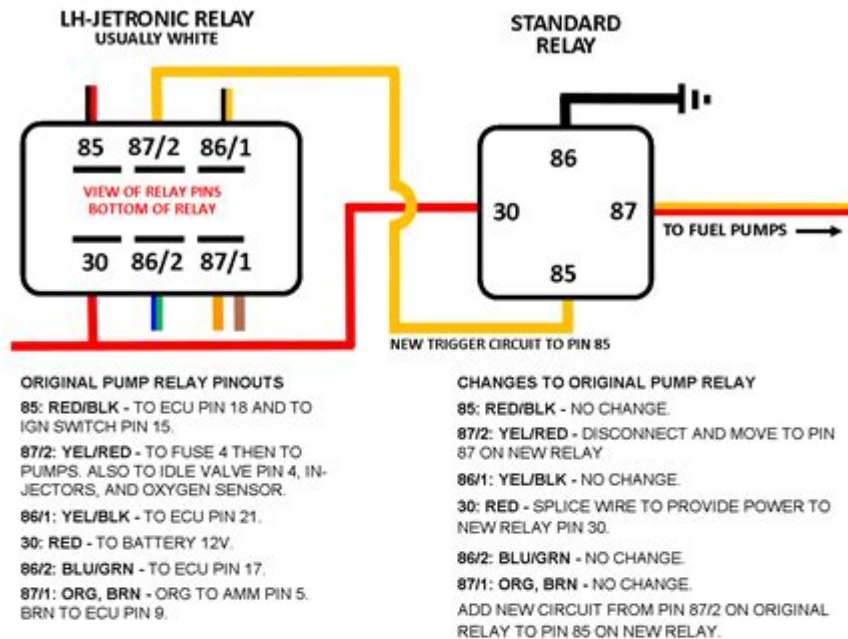 LH-JETRONIC RELAY
USUALLY WHITE
STANDARD
RELAY
85 87/2 86/1
VIEW OF RELAY PINS
BOTTOM OF RELAY
30 86/2 87/1
86
30 87
85
TO FUEL PUMPS
NEW TRIGGER CIRCUIT TO PIN 85
ORIGINAL PUMP RELAY PINOUTS
85: RED/BLK - TO ECU PIN 18 AND TO
IGN SWITCH PIN 15.
87/2: YEL/RED - TO FUSE 4 THEN TO
PUMPS. ALSO TO IDLE VALVE PIN 4, IN-
JECTORS, AND OXYGEN SENSOR.
86/1: YEL/BLK - TO ECU PIN 21.
30: RED - TO BATTERY 12V.
86/2: BLU/GRN - TO ECU PIN 17.
87/1: ORG, BRN - ORG TO AMM PIN 5.
BRN TO ECU PIN 9.
CHANGES TO ORIGINAL PUMP RELAY
85: RED/BLK - NO CHANGE.
87/2: YEL/RED - DISCONNECT AND MOVE TO PIN
87 ON NEW RELAY
86/1: YEL/BLK - NO CHANGE.
30: RED - SPLICE WIRE TO PROVIDE POWER TO
NEW RELAY PIN 30.
86/2: BLU/GRN - NO CHANGE.
87/1: ORG, BRN - NO CHANGE.
ADD NEW CIRCUIT FROM PIN 87/2 ON ORIGINAL
RELAY TO PIN 85 ON NEW RELAY.